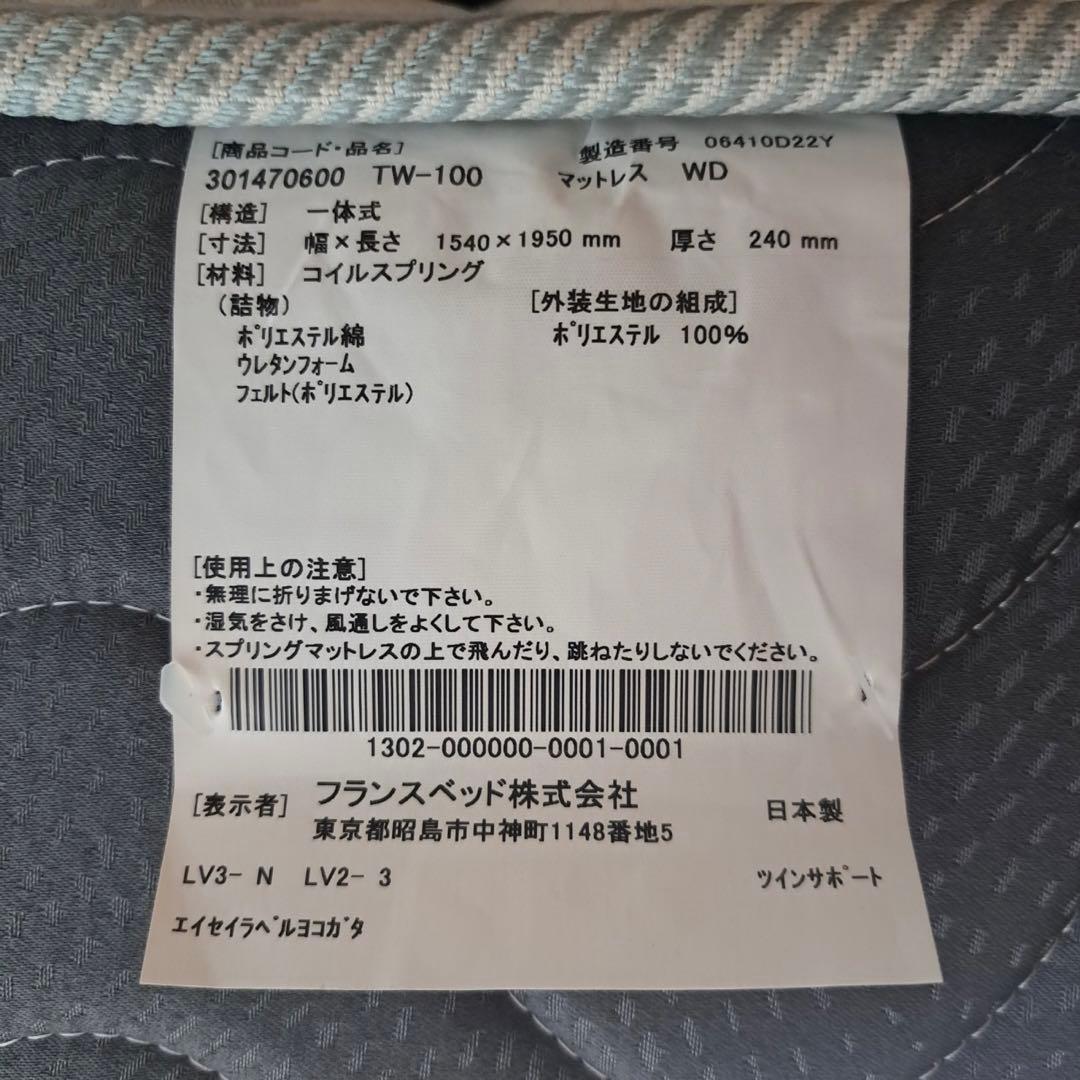 [商品コード・品名] 製造番号 06410D22Y
301470600 TW-100 マットレス WD
[構造] 一体式
[寸法] 幅×長さ 1540×1950 mm 厚さ 240 mm
[材料] コイルスプリング
(詰物) [外装生地の組成]
ポリエステル綿 ポリエステル 100%
ウレタンフォーム
フェルト(ポリエステル)
[使用上の注意]
・無理に折りまげないで下さい。
・湿気をさけ、風通しをよくして下さい。
・スプリングマットレスの上で飛んだり、跳ねたりしないでください。
1302-000000-0001-0001
[表示者] フランスベッド株式会社 日本製
東京都昭島市中神町1148番地5
LV3- N LV2- 3 ツインサポート
エイセイラベルヨコガタ